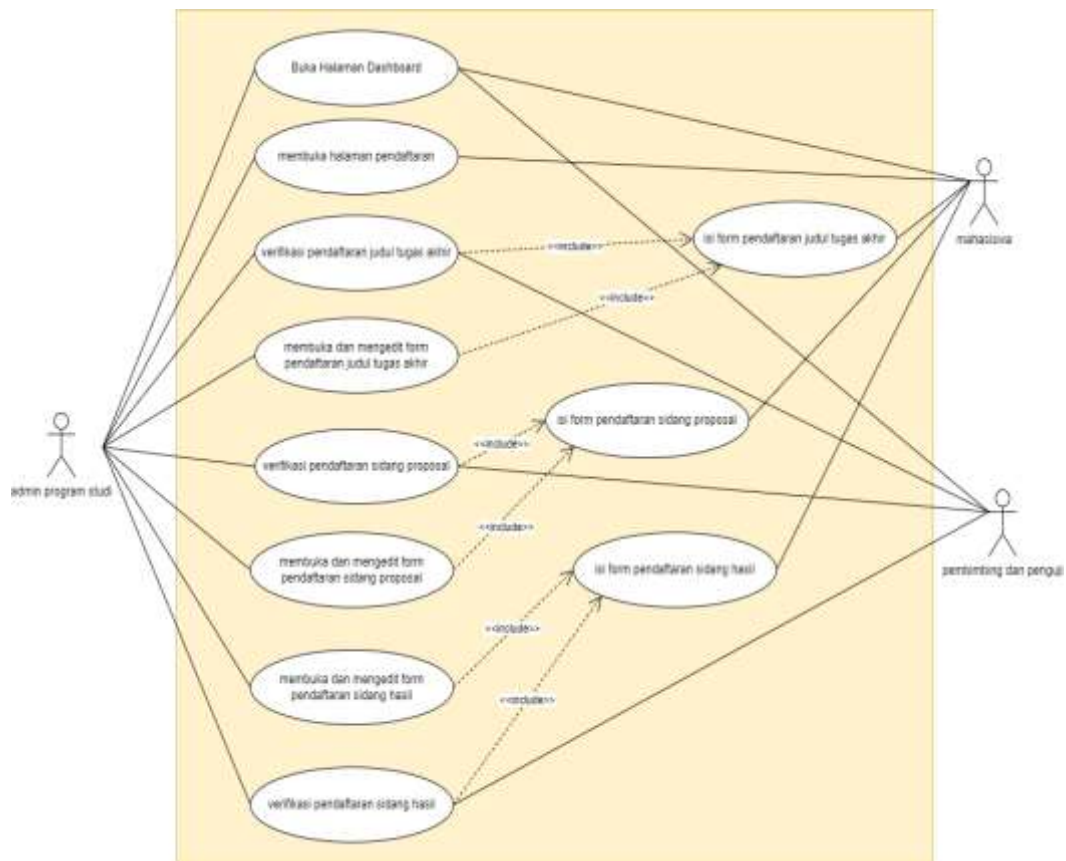 Buka Halaman Dashboard
membuka halaman pendaftaran
mahasiswa
isi form pendaftaran judul tugas akhir
verifikasi pendaftaran judul tugas akhir
<<include>>
<<include>>
membuka dan mengedit form
pendaftaran judul tugas akhir
isi form pendaftaran sidang proposal
<<include>>
verifikasi pendaftaran sidang proposal
admin program studi
<<include>>
membuka dan mengedit form
pendaftaran sidang proposal
isi form pendaftaran sidang hasil
pembimbing dan penguji
<<include>>
membuka dan mengedit form
pendaftaran sidang hasil
<<include>>
verifikasi pendaftaran sidang hasil